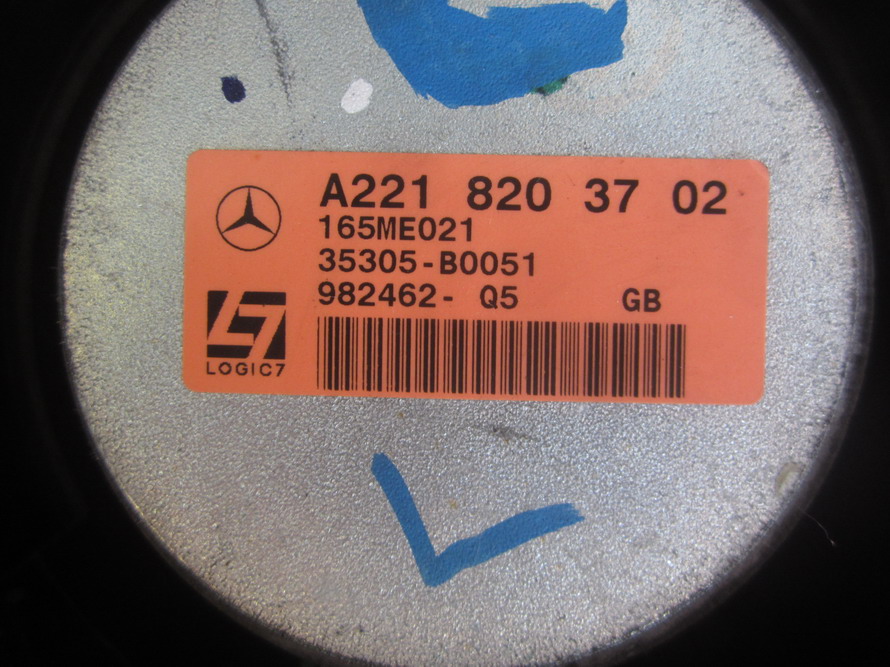 A221 820 37 02
165ME021
35305-B0051
982462- Q5 GB
LOGIC7